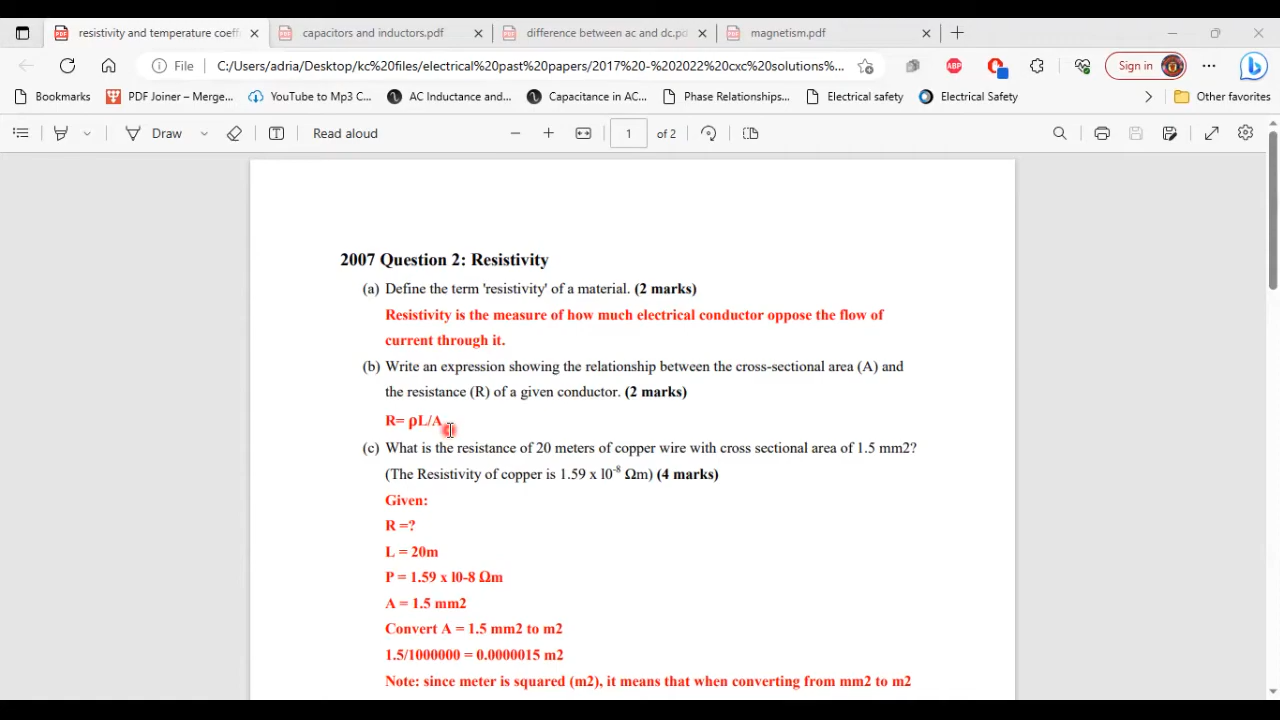 resistivity and temperature coeff
capacitors and inductors.pdf
difference between ac and dc.pd
magnetism.pdf
File
C:/Users/adria/Desktop/kc%20files/electrical%20past%20papers/2017%20-%202022%20cxc%20solutions%...
ABP
Sign in
Bookmarks
PDF Joiner – Merge...
YouTube to Mp3 C...
AC Inductance and...
Capacitance in AC...
Phase Relationships...
Electrical safety
Electrical Safety
Other favorites
Draw
Read aloud
1
of 2
2007 Question 2: Resistivity
(a) Define the term 'resistivity' of a material. (2 marks)
Resistivity is the measure of how much electrical conductor oppose the flow of
current through it.
(b) Write an expression showing the relationship between the cross-sectional area (A) and
the resistance (R) of a given conductor. (2 marks)
R= ρL/A
(c) What is the resistance of 20 meters of copper wire with cross sectional area of 1.5 mm2?
(The Resistivity of copper is 1.59 x l0⁻⁸ Ωm) (4 marks)
Given:
R =?
L = 20m
P = 1.59 x l0-8 Ωm
A = 1.5 mm2
Convert A = 1.5 mm2 to m2
1.5/1000000 = 0.0000015 m2
Note: since meter is squared (m2), it means that when converting from mm2 to m2